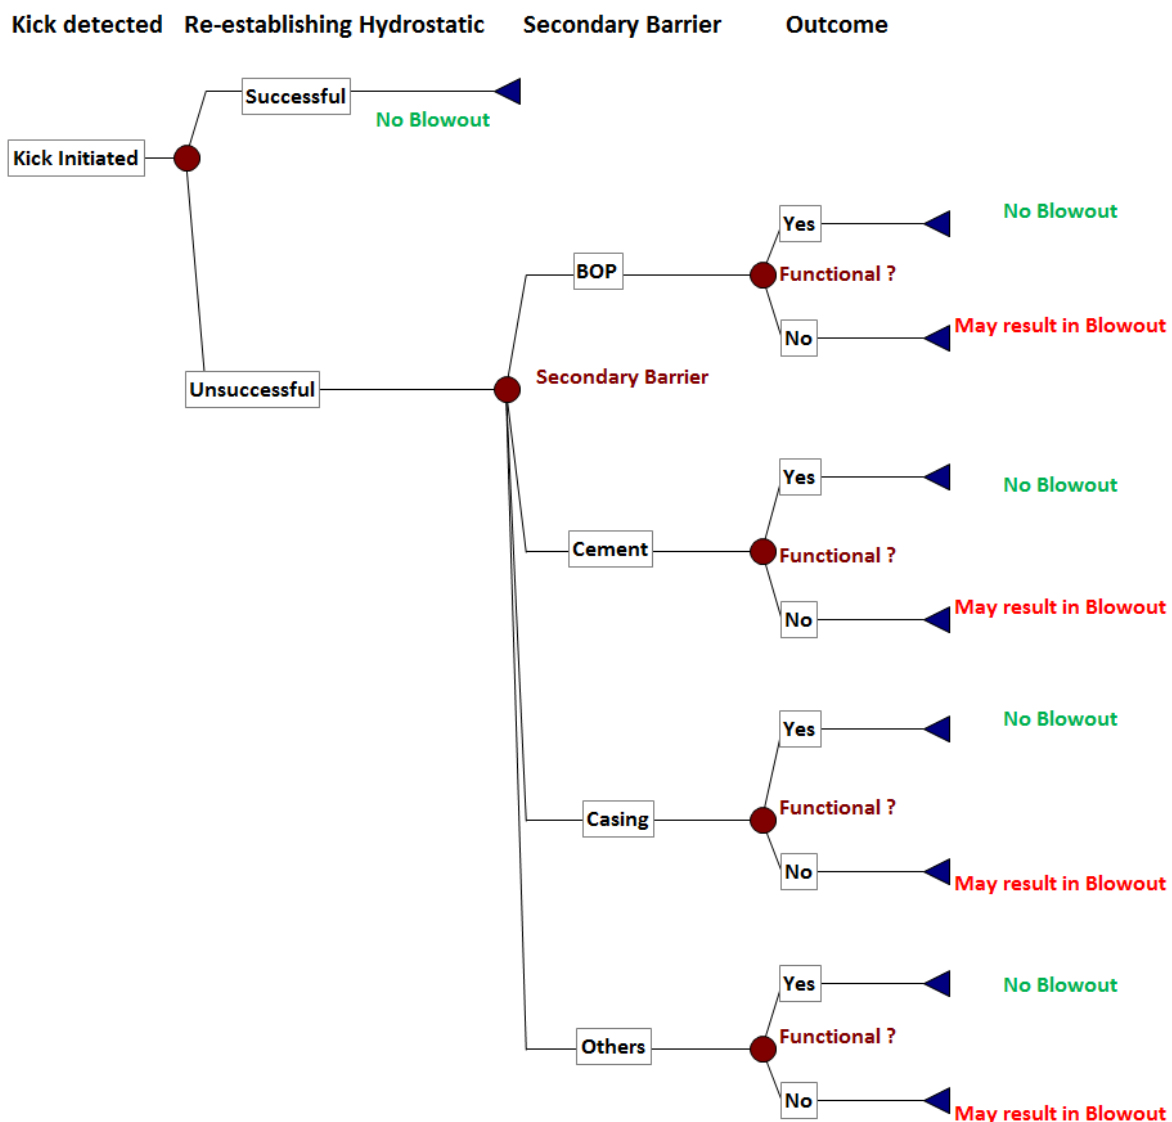 Kick detected Re-establishing Hydrostatic Secondary Barrier Outcome
Successful
No Blowout
Kick Initiated
Yes
No Blowout
BOP
Functional ?
No
May result in Blowout
Secondary Barrier
Unsuccessful
Yes
No Blowout
Cement
Functional ?
No
May result in Blowout
Yes
No Blowout
Casing
Functional ?
No
May result in Blowout
Yes
No Blowout
Others
Functional ?
No
May result in Blowout